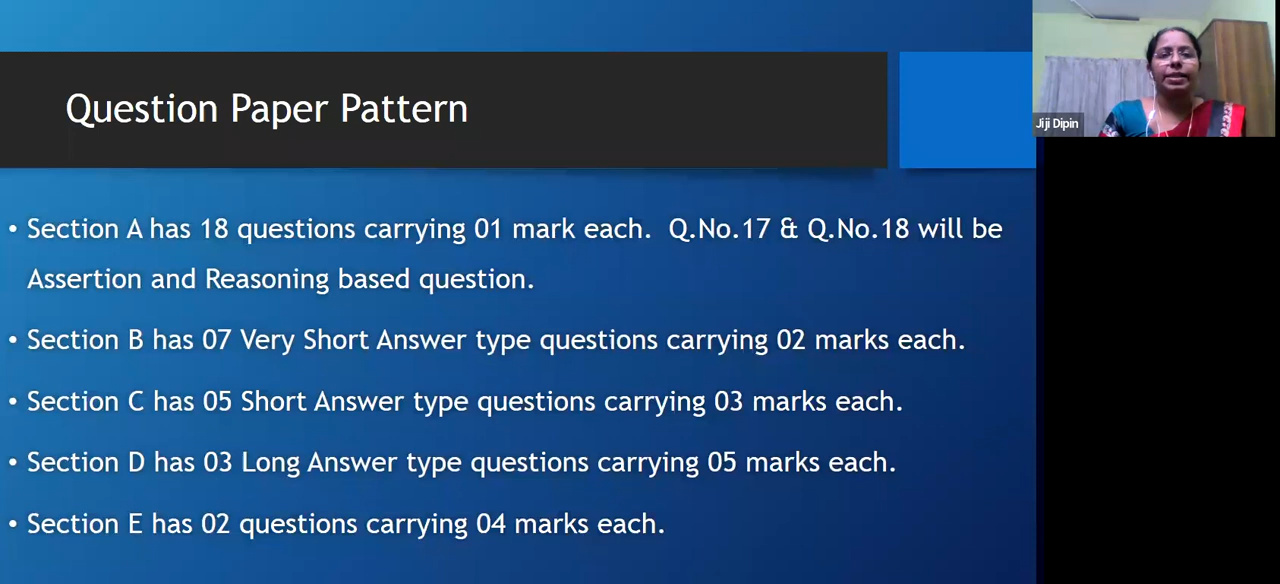 Question Paper Pattern
Jiji Dipin
• Section A has 18 questions carrying 01 mark each. Q.No.17 & Q.No.18 will be
Assertion and Reasoning based question.
• Section B has 07 Very Short Answer type questions carrying 02 marks each.
• Section C has 05 Short Answer type questions carrying 03 marks each.
• Section D has 03 Long Answer type questions carrying 05 marks each.
• Section E has 02 questions carrying 04 marks each.